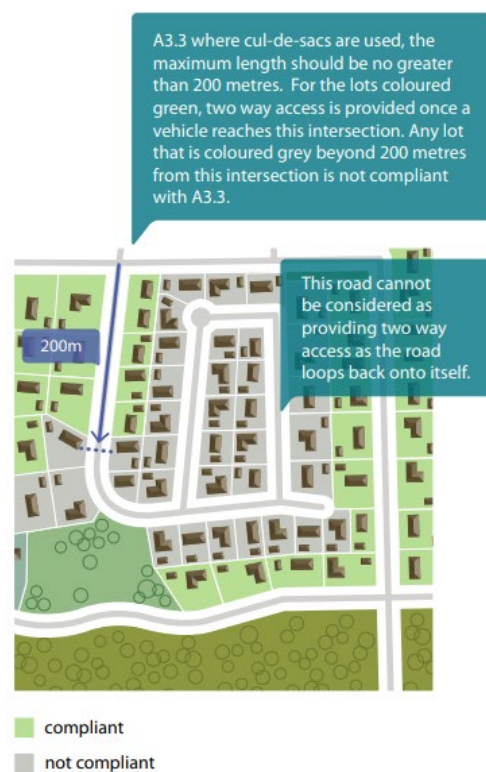 A3.3 where cul-de-sacs are used, the
maximum length should be no greater
than 200 metres. For the lots coloured
green, two way access is provided once a
vehicle reaches this intersection. Any lot
that is coloured grey beyond 200 metres
from this intersection is not compliant
with A3.3.
This road cannot
be considered as
providing two way
access as the road
loops back onto itself.
200m
compliant
not compliant